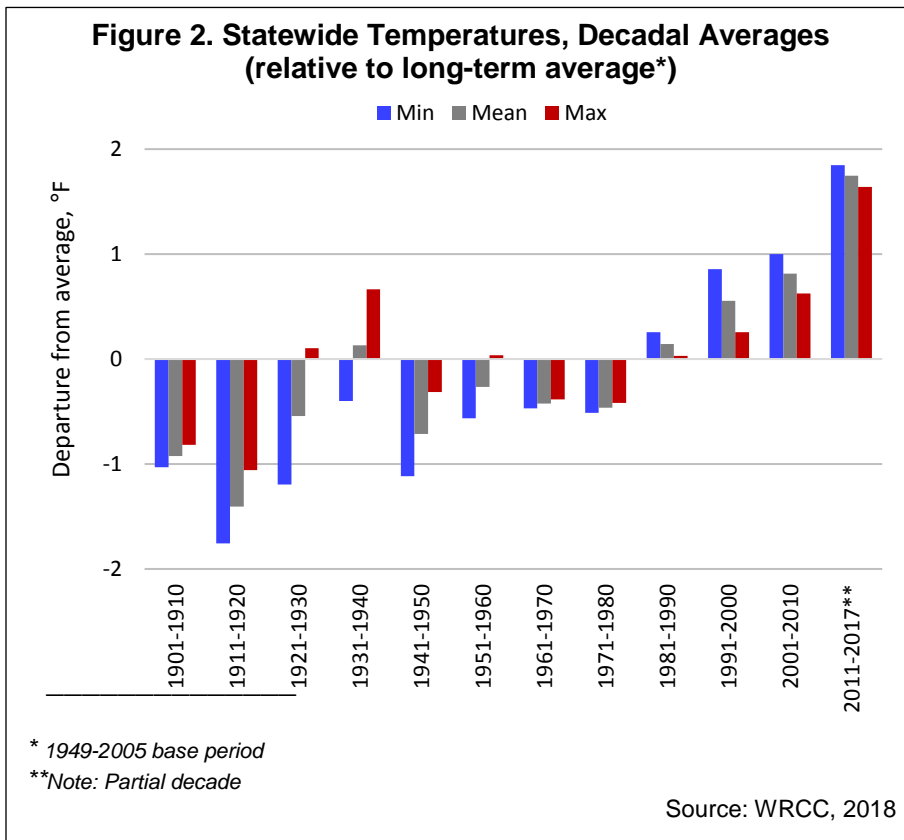 Figure 2. Statewide Temperatures, Decadal Averages
(relative to long-term average*)
Min Mean Max
Departure from average, °F
2
1
0
-1
-2
1901-1910
1911-1920
1921-1930
1931-1940
1941-1950
1951-1960
1961-1970
1971-1980
1981-1990
1991-2000
2001-2010
2011-2017**
* 1949-2005 base period
**Note: Partial decade
Source: WRCC, 2018